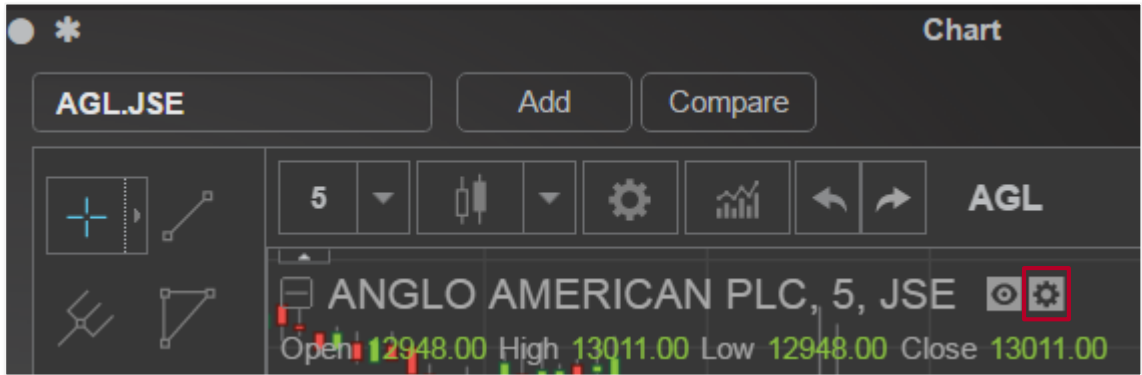 Chart
AGL.JSE Add Compare
5 AGL
ANGLO AMERICAN PLC, 5, JSE
Open 12948.00 High 13011.00 Low 12948.00 Close 13011.00